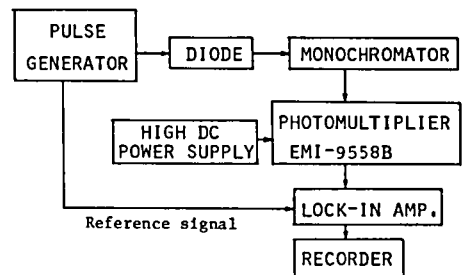 PULSE
GENERATOR
DIODE
MONOCHROMATOR
HIGH DC
POWER SUPPLY
PHOTOMULTIPLIER
EMI-9558B
LOCK-IN AMP.
Reference signal
RECORDER